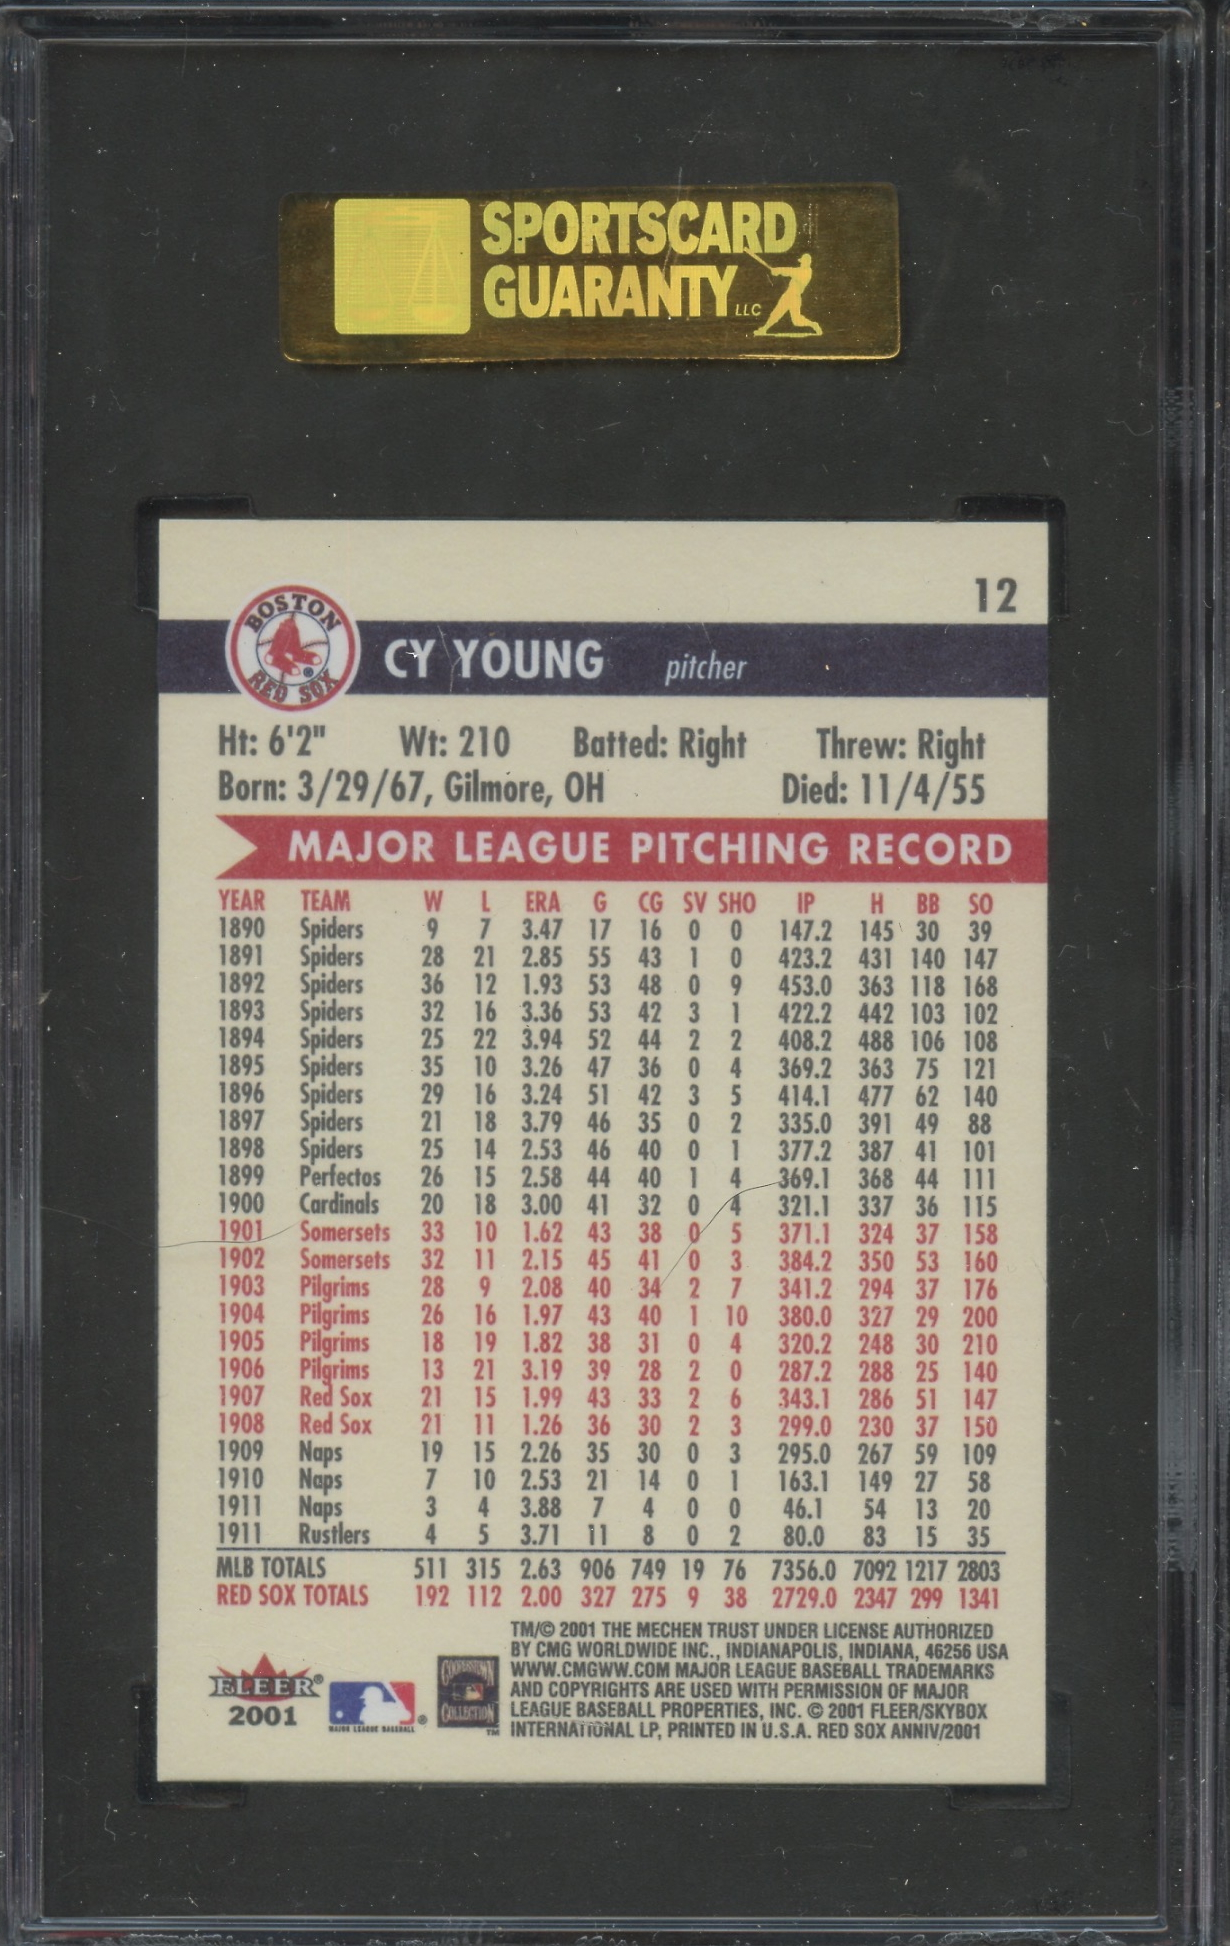 SPORTSCARD
GUARANTY LLC
12
BOSTON
RED SOX
CY YOUNG pitcher
Ht: 6'2" Wt: 210 Batted: Right Threw: Right
Born: 3/29/67, Gilmore, OH Died: 11/4/55
MAJOR LEAGUE PITCHING RECORD
YEAR TEAM W L ERA G CG SV SHO IP H BB SO
1890 Spiders 9 7 3.47 17 16 0 0 147.2 145 30 39
1891 Spiders 28 21 2.85 55 43 1 0 423.2 431 140 147
1892 Spiders 36 12 1.93 53 48 0 9 453.0 363 118 168
1893 Spiders 32 16 3.36 53 42 3 1 422.2 442 103 102
1894 Spiders 25 22 3.94 52 44 2 2 408.2 488 106 108
1895 Spiders 35 10 3.26 47 36 0 4 369.2 363 75 121
1896 Spiders 29 16 3.24 51 42 3 5 414.1 477 62 140
1897 Spiders 21 18 3.79 46 35 0 2 335.0 391 49 88
1898 Spiders 25 14 2.53 46 40 0 1 377.2 387 41 101
1899 Perfectos 26 15 2.58 44 40 1 4 369.1 368 44 111
1900 Cardinals 20 18 3.00 41 32 0 4 321.1 337 36 115
1901 Somersets 33 10 1.62 43 38 0 5 371.1 324 37 158
1902 Somersets 32 11 2.15 45 41 0 3 384.2 350 53 160
1903 Pilgrims 28 9 2.08 40 34 2 7 341.2 294 37 176
1904 Pilgrims 26 16 1.97 43 40 1 10 380.0 327 29 200
1905 Pilgrims 18 19 1.82 38 31 0 4 320.2 248 30 210
1906 Pilgrims 13 21 3.19 39 28 2 0 287.2 288 25 140
1907 Red Sox 21 15 1.99 43 33 2 6 343.1 286 51 147
1908 Red Sox 21 11 1.26 36 30 2 3 299.0 230 37 150
1909 Naps 19 15 2.26 35 30 0 3 295.0 267 59 109
1910 Naps 7 10 2.53 21 14 0 1 163.1 149 27 58
1911 Naps 3 4 3.88 7 4 0 0 46.1 54 13 20
1911 Rustlers 4 5 3.71 11 8 0 2 80.0 83 15 35
MLB TOTALS 511 315 2.63 906 749 19 76 7356.0 7092 1217 2803
RED SOX TOTALS 192 112 2.00 327 275 9 38 2729.0 2347 299 1341
TM/© 2001 THE MECHEN TRUST UNDER LICENSE AUTHORIZED
BY CMG WORLDWIDE INC., INDIANAPOLIS, INDIANA, 46256 USA
WWW.CMGWW.COM MAJOR LEAGUE BASEBALL TRADEMARKS
AND COPYRIGHTS ARE USED WITH PERMISSION OF MAJOR
LEAGUE BASEBALL PROPERTIES, INC. © 2001 FLEER/SKYBOX
INTERNATIONAL LP, PRINTED IN U.S.A. RED SOX ANNIV/2001
FLEER®
2001
MAJOR LEAGUE BASEBALL ®
COOPERSTOWN
COLLECTION ™